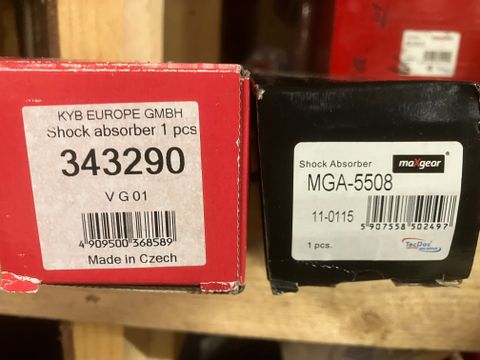 KYB EUROPE GMBH
Shock absorber 1 pcs
343290
V G 01
4 909500 368589
Made in Czech
Shock Absorber
maxgear
MGA-5508
11-0115
5 907558 502497
1 pcs.
TecDoc